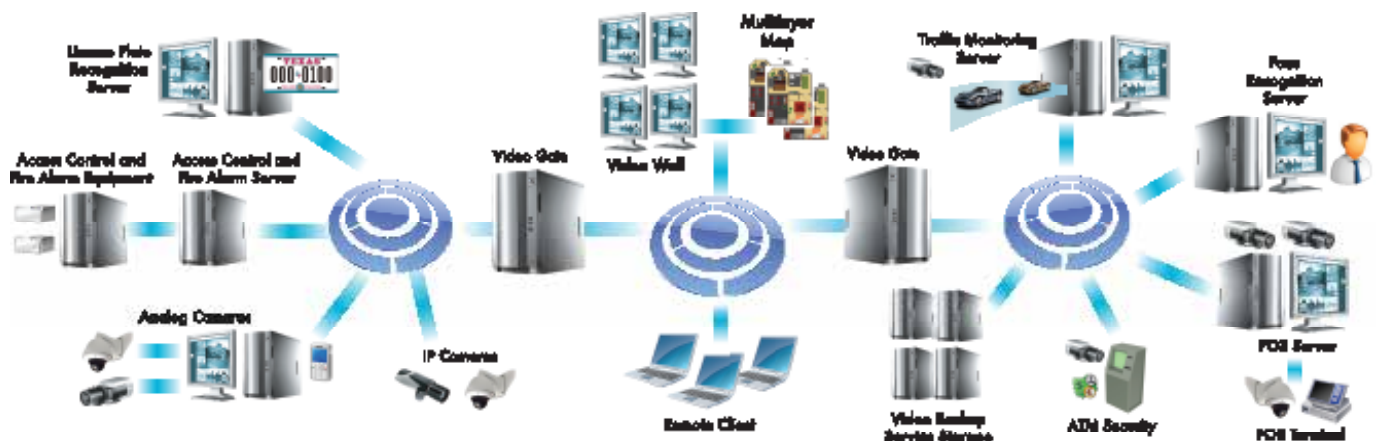 License Plate
Recognition
Server
TEXAS
000 0100
Access Control and
Fire Alarm Equipment
Access Control and
Fire Alarm Server
Analog Cameras
IP Cameras
Video Gate
Video Wall
Multilayer
Map
Remote Client
Video Gate
Traffic Monitoring
Server
Face
Recognition
Server
POS Server
POS Terminal
ATM Security
Video Backup
Service Storage